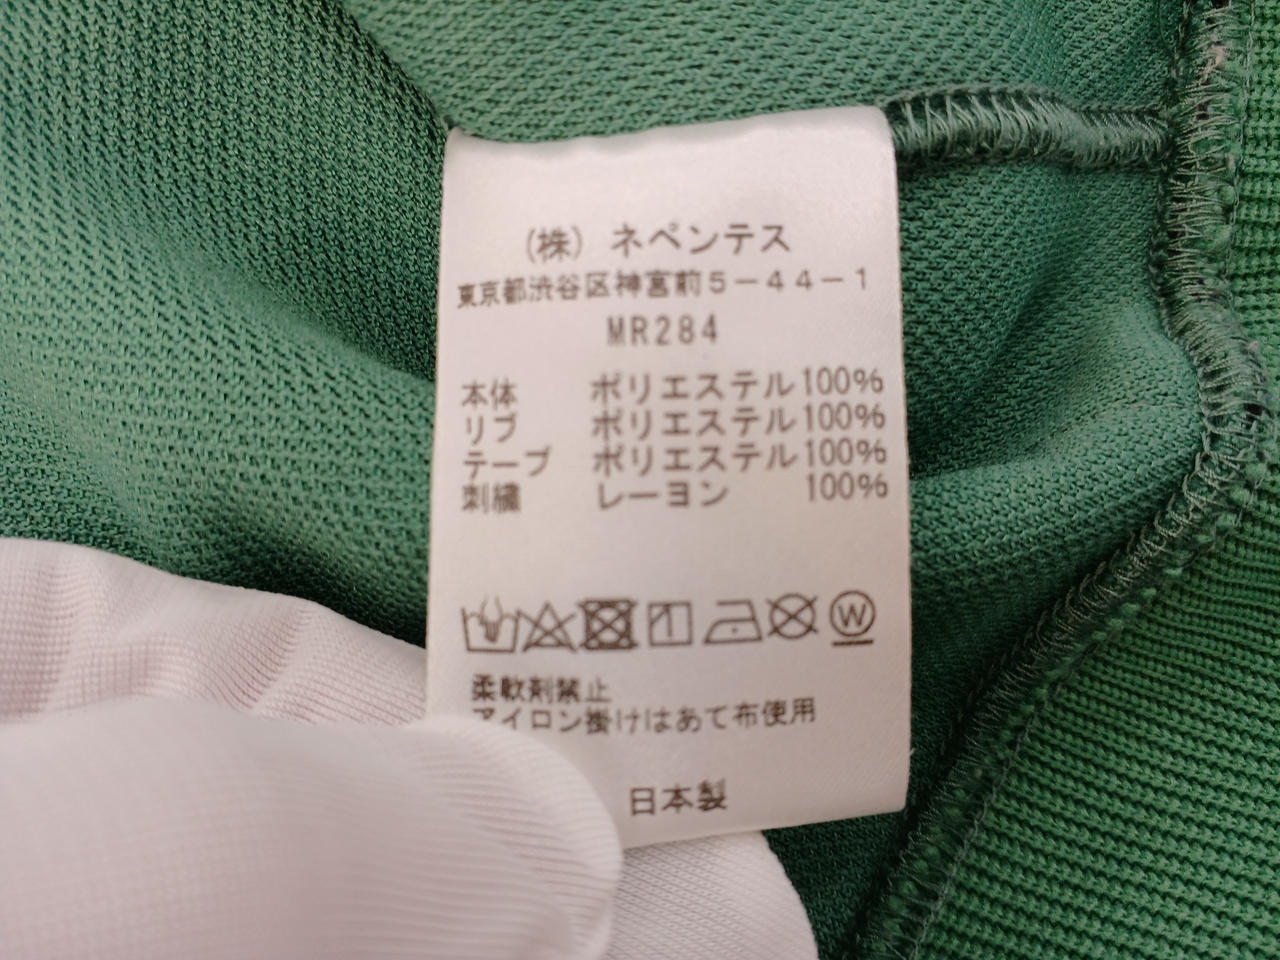 (株) ネペンテス
東京都渋谷区神宮前5-44-1
MR284
本体 ポリエステル100%
リブ ポリエステル100%
テープ ポリエステル100%
刺繍 レーヨン 100%
W
柔軟剤禁止
アイロン掛けはあて布使用
日本製